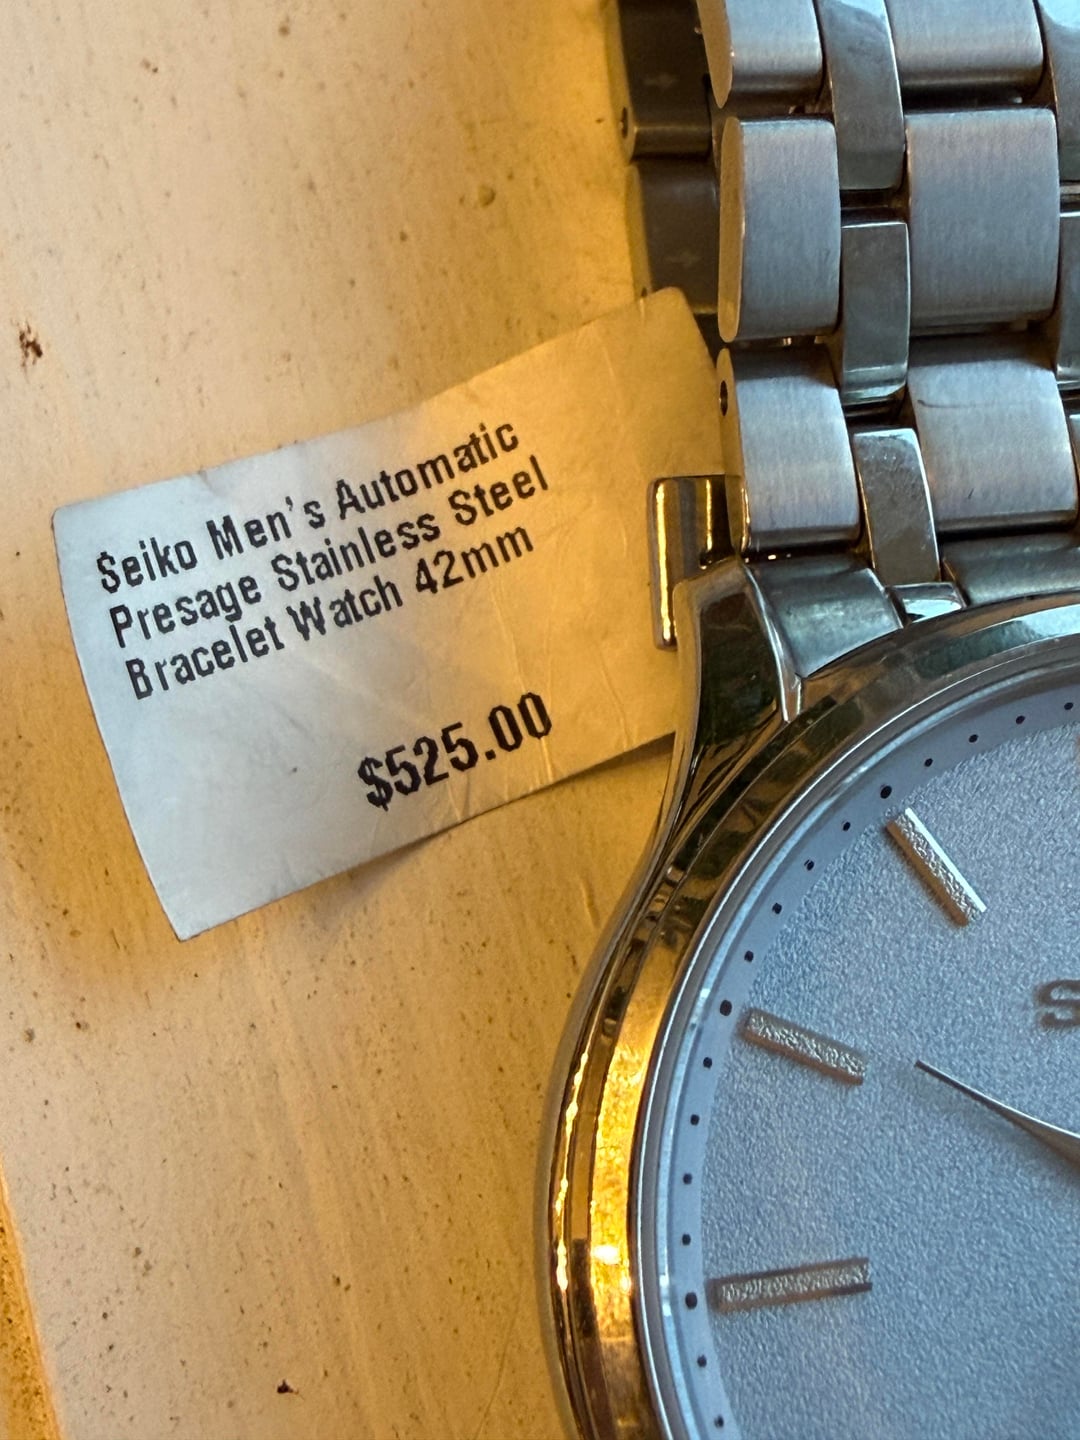 Seiko Men's Automatic
Presage Stainless Steel
Bracelet Watch 42mm
$525.00
S